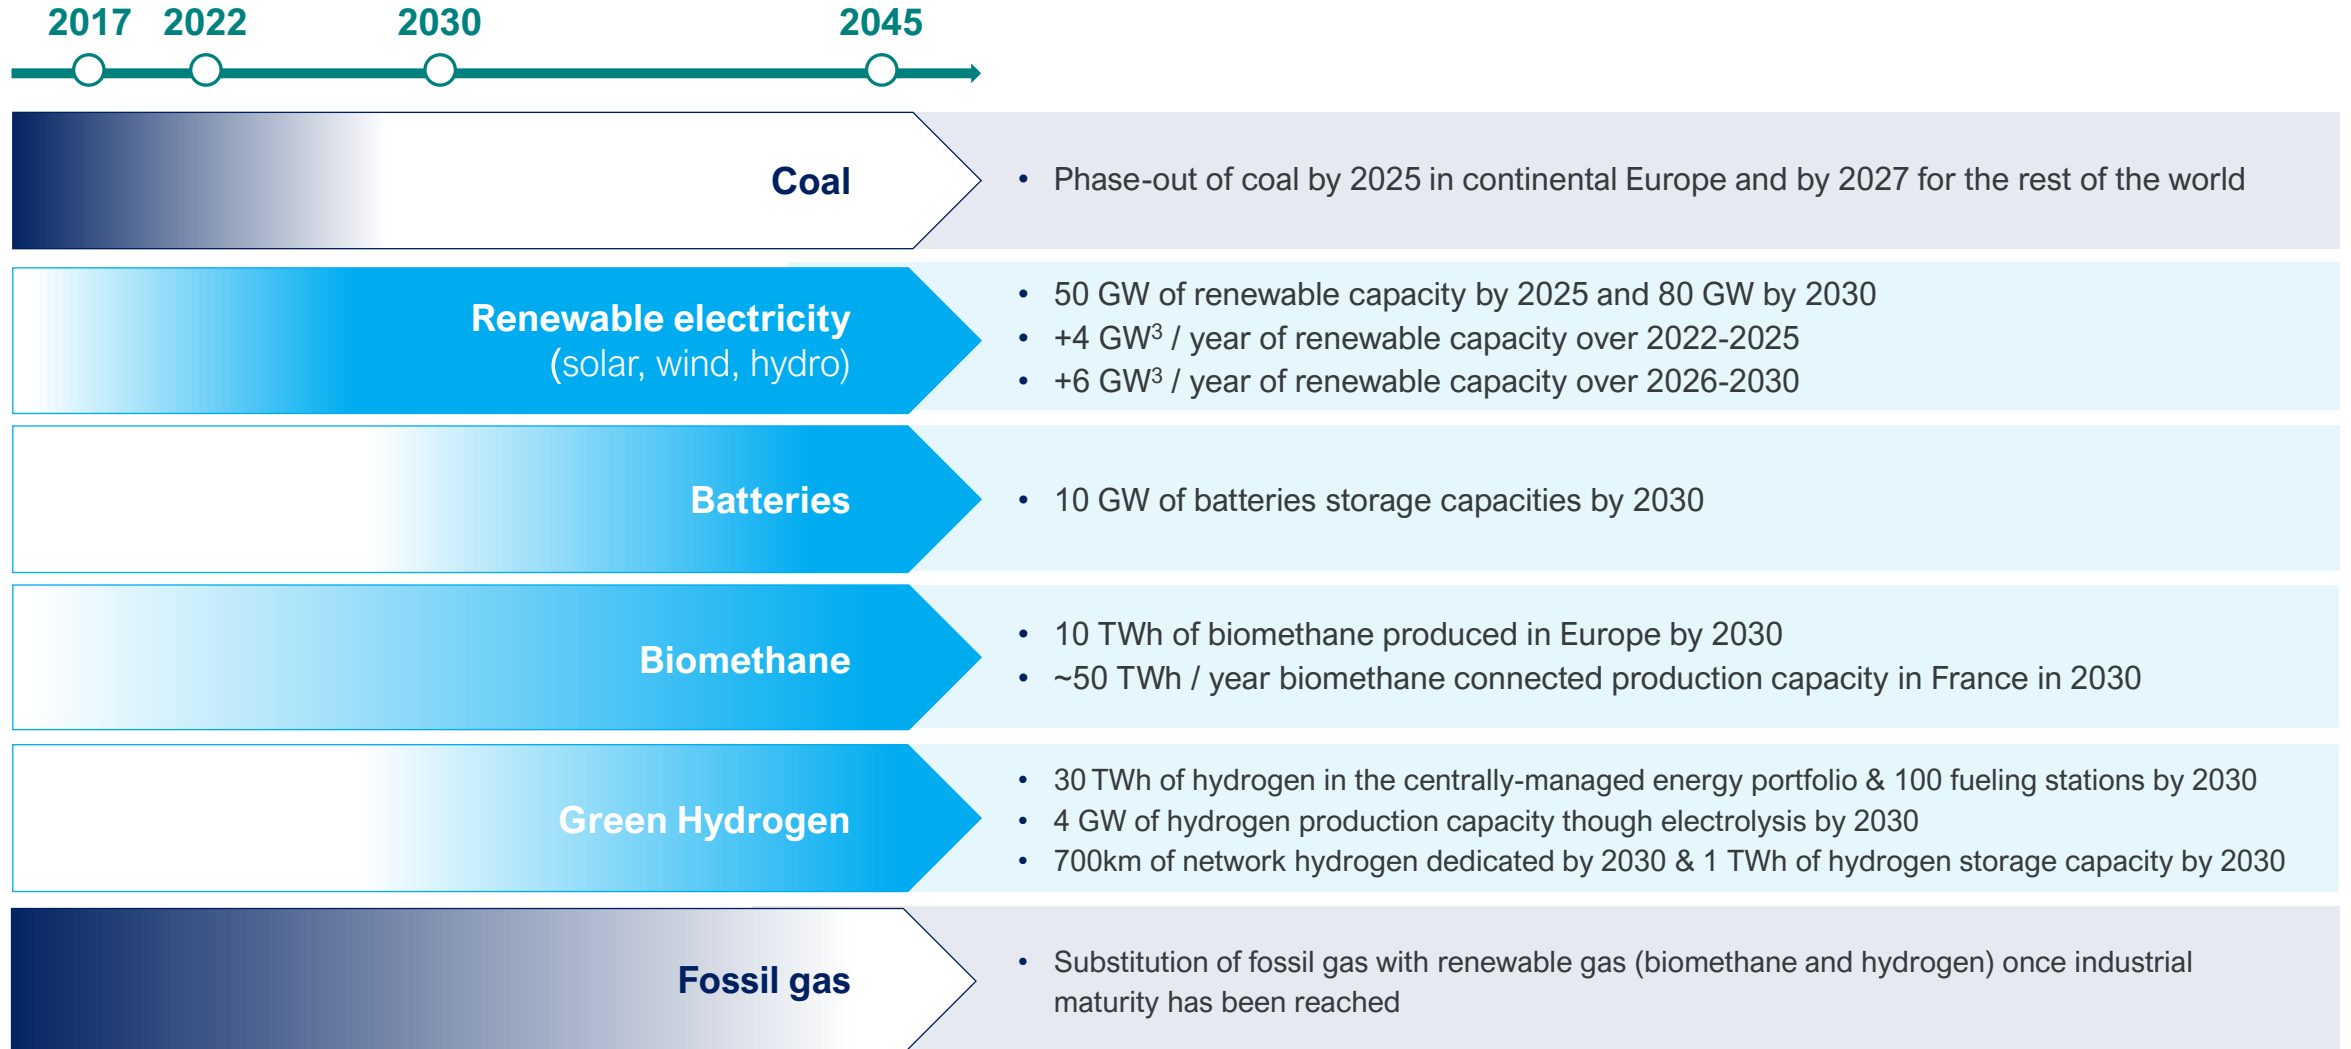 2017 2022 2030 2045
Coal
• Phase-out of coal by 2025 in continental Europe and by 2027 for the rest of the world
Renewable electricity
(solar, wind, hydro)
• 50 GW of renewable capacity by 2025 and 80 GW by 2030
• +4 GW³ / year of renewable capacity over 2022-2025
• +6 GW³ / year of renewable capacity over 2026-2030
Batteries
• 10 GW of batteries storage capacities by 2030
Biomethane
• 10 TWh of biomethane produced in Europe by 2030
• ~50 TWh / year biomethane connected production capacity in France in 2030
Green Hydrogen
• 30 TWh of hydrogen in the centrally-managed energy portfolio & 100 fueling stations by 2030
• 4 GW of hydrogen production capacity though electrolysis by 2030
• 700km of network hydrogen dedicated by 2030 & 1 TWh of hydrogen storage capacity by 2030
Fossil gas
• Substitution of fossil gas with renewable gas (biomethane and hydrogen) once industrial
maturity has been reached